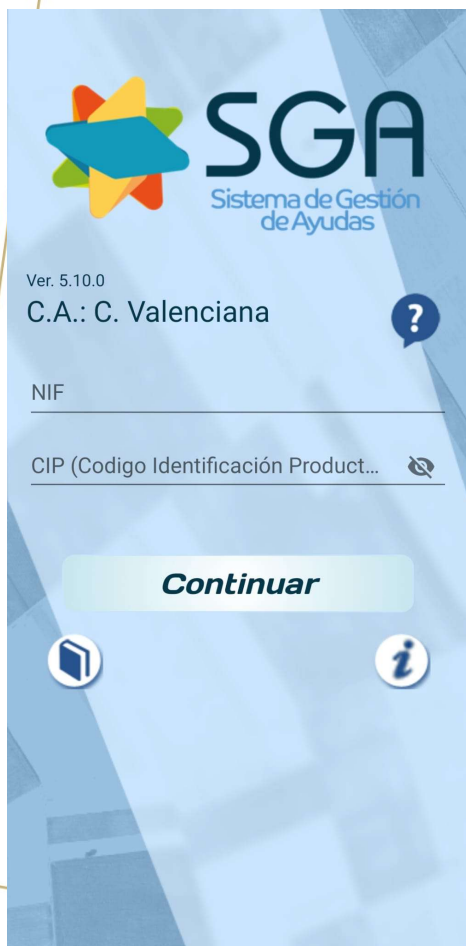 SGA
Sistema de Gestión
de Ayudas
Ver. 5.10.0
C.A.: C. Valenciana
?
NIF
CIP (Codigo Identificación Product...
Continuar
i